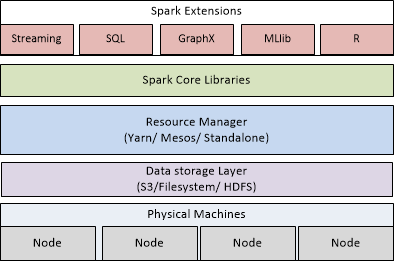 Spark Extensions
Streaming SQL GraphX MLlib R
Spark Core Libraries
Resource Manager
(Yarn/ Mesos/ Standalone)
Data storage Layer
(S3/Filesystem/ HDFS)
Physical Machines
Node Node Node Node